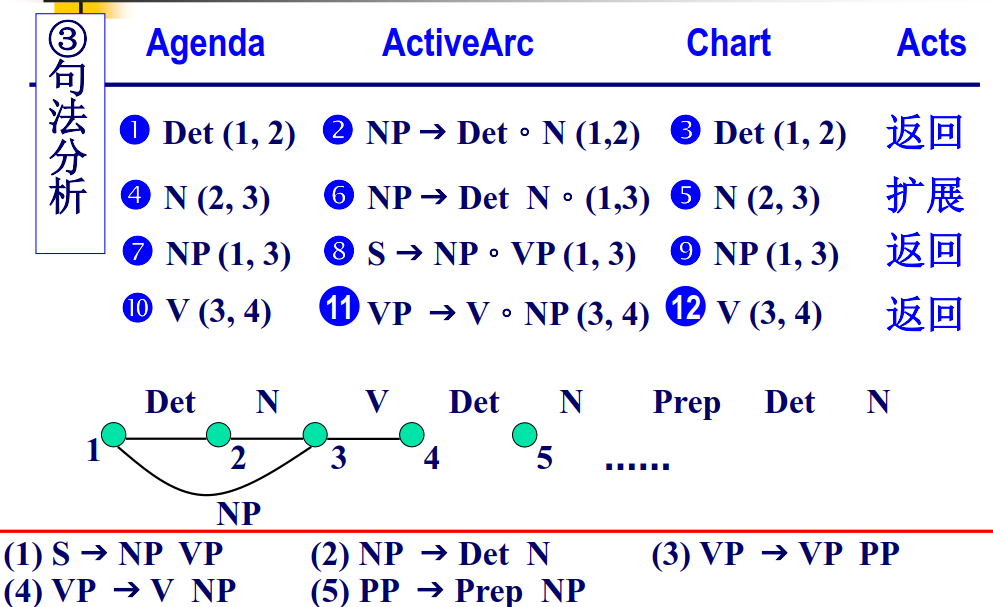 ③句法分析
Agenda ActiveArc Chart Acts
❶ Det (1, 2) ❷ NP → Det ∘ N (1,2) ❸ Det (1, 2) 返回
❹ N (2, 3) ❻ NP → Det N ∘ (1,3) ❺ N (2, 3) 扩展
❼ NP (1, 3) ❽ S → NP ∘ VP (1, 3) ❾ NP (1, 3) 返回
❿ V (3, 4) ⓫ VP → V ∘ NP (3, 4) ⓬ V (3, 4) 返回
Det N V Det N Prep Det N
1 2 3 4 5 ......
NP
(1) S → NP VP (2) NP → Det N (3) VP → VP PP
(4) VP → V NP (5) PP → Prep NP